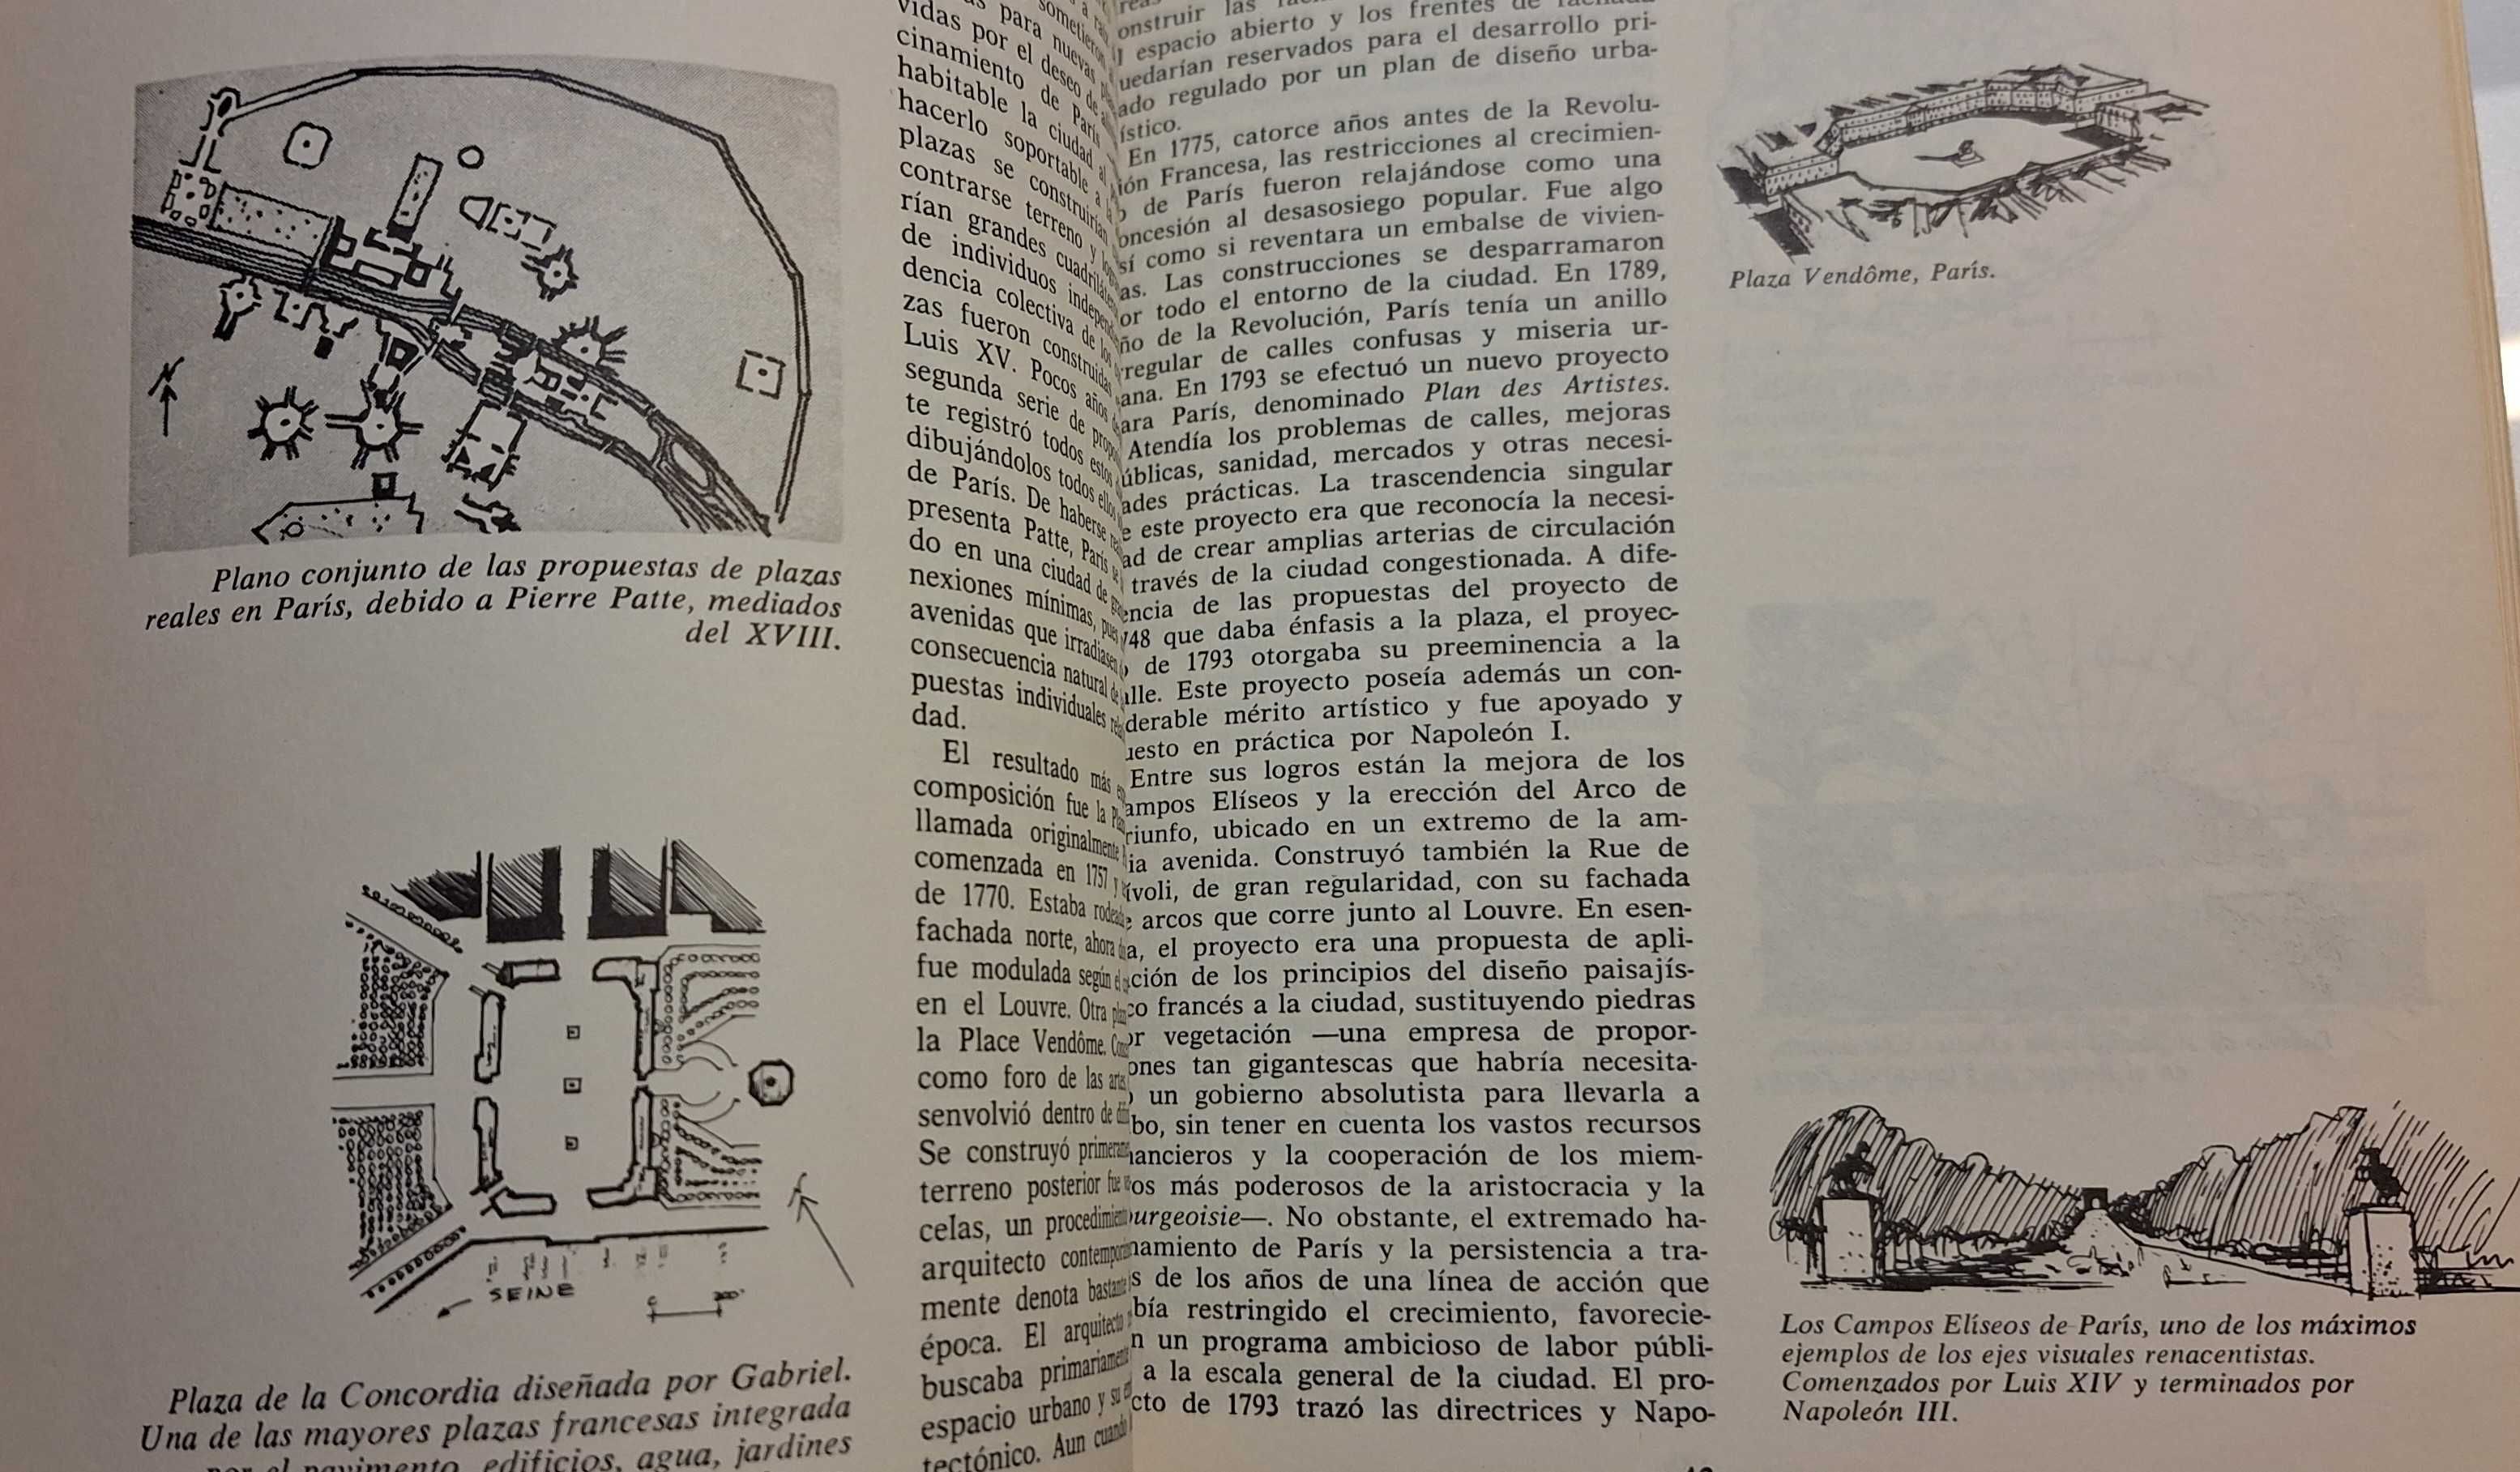 Plano conjunto de las propuestas de plazas
reales en París, debido a Pierre Patte, mediados
del XVIII.
SEINE
Plaza de la Concordia diseñada por Gabriel.
Una de las mayores plazas francesas integrada
por el pavimento, edificios, agua, jardines
para nuevas
vidas por el deseo de
cinamiento de París
habitable la ciudad al
hacerlo soportable a
plazas se construirían
contrarse terreno y
rían grandes
de individuos
dencia colectiva de los
zas fueron construidas
Luis XV. Pocos años
segunda serie de
te registró todos estos
dibujándolos todos ellos
de París. De haberse
presenta Patte, París se
do en una ciudad de
nexiones mínimas, pues
avenidas que irradiasen
consecuencia natural de
puestas individuales
dad.
El resultado más
composición fue la
llamada originalmente
comenzada en 1757 y
de 1770. Estaba
fachada norte, ahora
fue modulada según
en el Louvre. Otra
la Place Vendôme.
como foro de las
senvolvió dentro de
Se construyó
terreno posterior fue
celas, un
arquitecto
mente denota
época. El arquitecto
buscaba
espacio urbano y su
tectónico. Aun cuando
onstruir las
espacio abierto y los frentes de fachada
uedarían reservados para el desarrollo pri-
ado regulado por un plan de diseño urba-
ístico.
En 1775, catorce años antes de la Revolu-
ión Francesa, las restricciones al crecimien-
de París fueron relajándose como una
oncesión al desasosiego popular. Fue algo
sí como si reventara un embalse de vivien-
as. Las construcciones se desparramaron
or todo el entorno de la ciudad. En 1789,
ño de la Revolución, París tenía un anillo
rregular de calles confusas y miseria ur-
ana. En 1793 se efectuó un nuevo proyecto
ara París, denominado Plan des Artistes.
Atendía los problemas de calles, mejoras
úblicas, sanidad, mercados y otras necesi-
ades prácticas. La trascendencia singular
e este proyecto era que reconocía la necesi-
ad de crear amplias arterias de circulación
través de la ciudad congestionada. A dife-
encia de las propuestas del proyecto de
748 que daba énfasis a la plaza, el proyec-
de 1793 otorgaba su preeminencia a la
alle. Este proyecto poseía además un con-
derable mérito artístico y fue apoyado y
uesto en práctica por Napoleón I.
Entre sus logros están la mejora de los
ampos Elíseos y la erección del Arco de
riunfo, ubicado en un extremo de la am-
ia avenida. Construyó también la Rue de
ívoli, de gran regularidad, con su fachada
e arcos que corre junto al Louvre. En esen-
a, el proyecto era una propuesta de apli-
ción de los principios del diseño paisajís-
co francés a la ciudad, sustituyendo piedras
or vegetación —una empresa de propor-
ones tan gigantescas que habría necesita-
un gobierno absolutista para llevarla a
bo, sin tener en cuenta los vastos recursos
nancieros y la cooperación de los miem-
os más poderosos de la aristocracia y la
urgeoisie—. No obstante, el extremado ha-
namiento de París y la persistencia a tra-
s de los años de una línea de acción que
bía restringido el crecimiento, favorecie-
n un programa ambicioso de labor públi-
a la escala general de la ciudad. El pro-
cto de 1793 trazó las directrices y Napo-
Plaza Vendôme, París.
Los Campos Elíseos de París, uno de los máximos
ejemplos de los ejes visuales renacentistas.
Comenzados por Luis XIV y terminados por
Napoleón III.